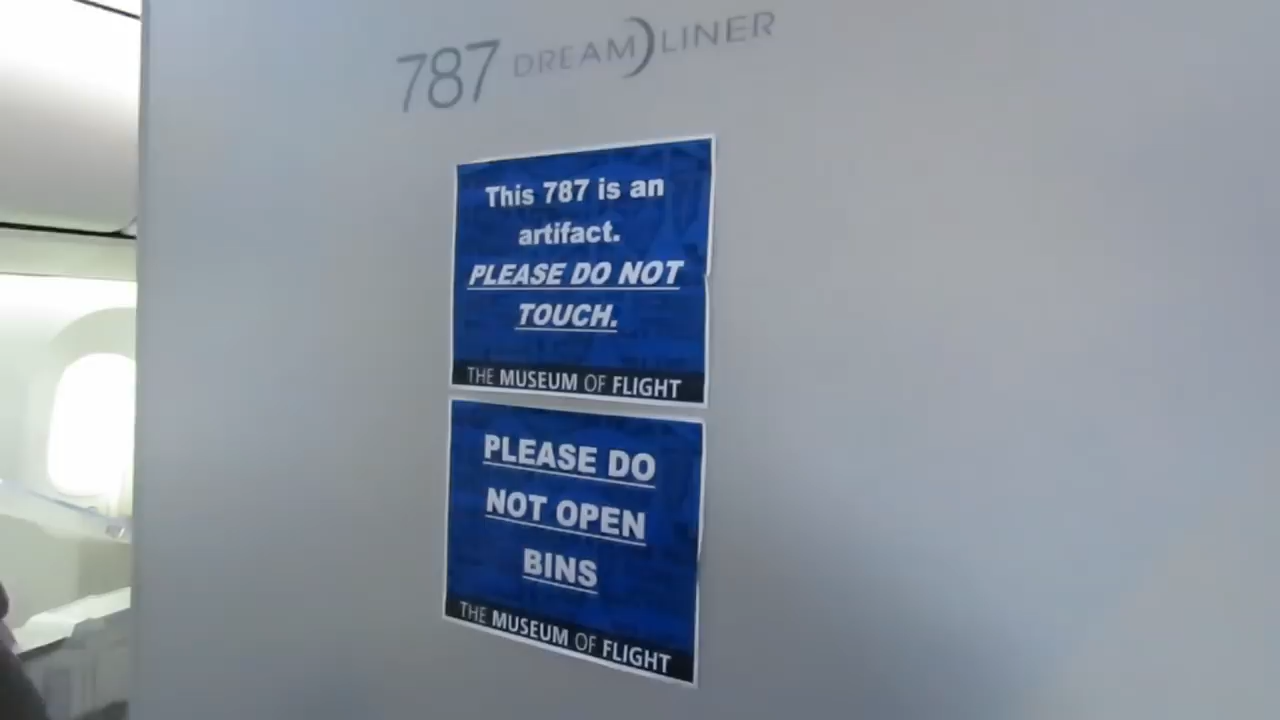 787 DREAMLINER
This 787 is an
artifact.
PLEASE DO NOT
TOUCH.
THE MUSEUM OF FLIGHT
PLEASE DO
NOT OPEN
BINS
THE MUSEUM OF FLIGHT